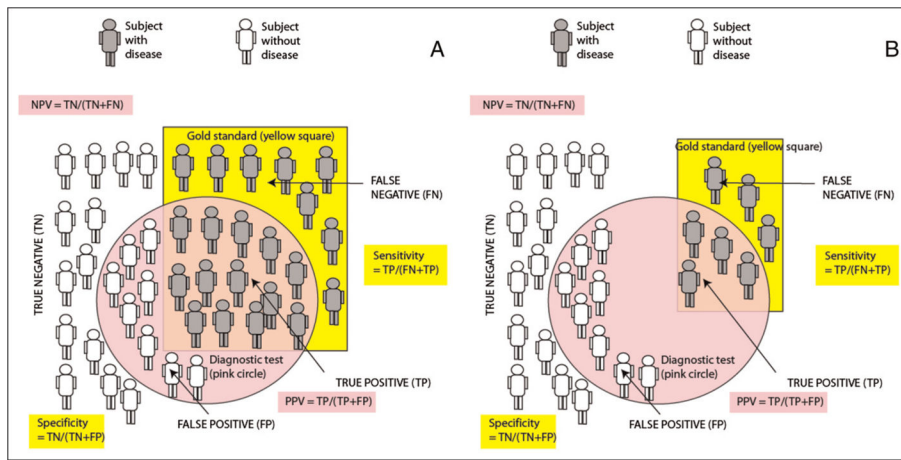 Subject
with
disease
Subject
without
disease
A
NPV = TN/(TN+FN)
Gold standard (yellow square)
FALSE
NEGATIVE (FN)
TRUE NEGATIVE (TN)
Sensitivity
= TP/(FN+TP)
Diagnostic test
(pink circle)
TRUE POSITIVE (TP)
PPV = TP/(TP+FP)
Specificity
= TN/(TN+FP)
FALSE POSITIVE (FP)
Subject
with
disease
Subject
without
disease
B
NPV = TN/(TN+FN)
Gold standard (yellow square)
FALSE
NEGATIVE (FN)
TRUE NEGATIVE (TN)
Sensitivity
= TP/(FN+TP)
Diagnostic test
(pink circle)
TRUE POSITIVE (TP)
PPV = TP/(TP+FP)
Specificity
= TN/(TN+FP)
FALSE POSITIVE (FP)